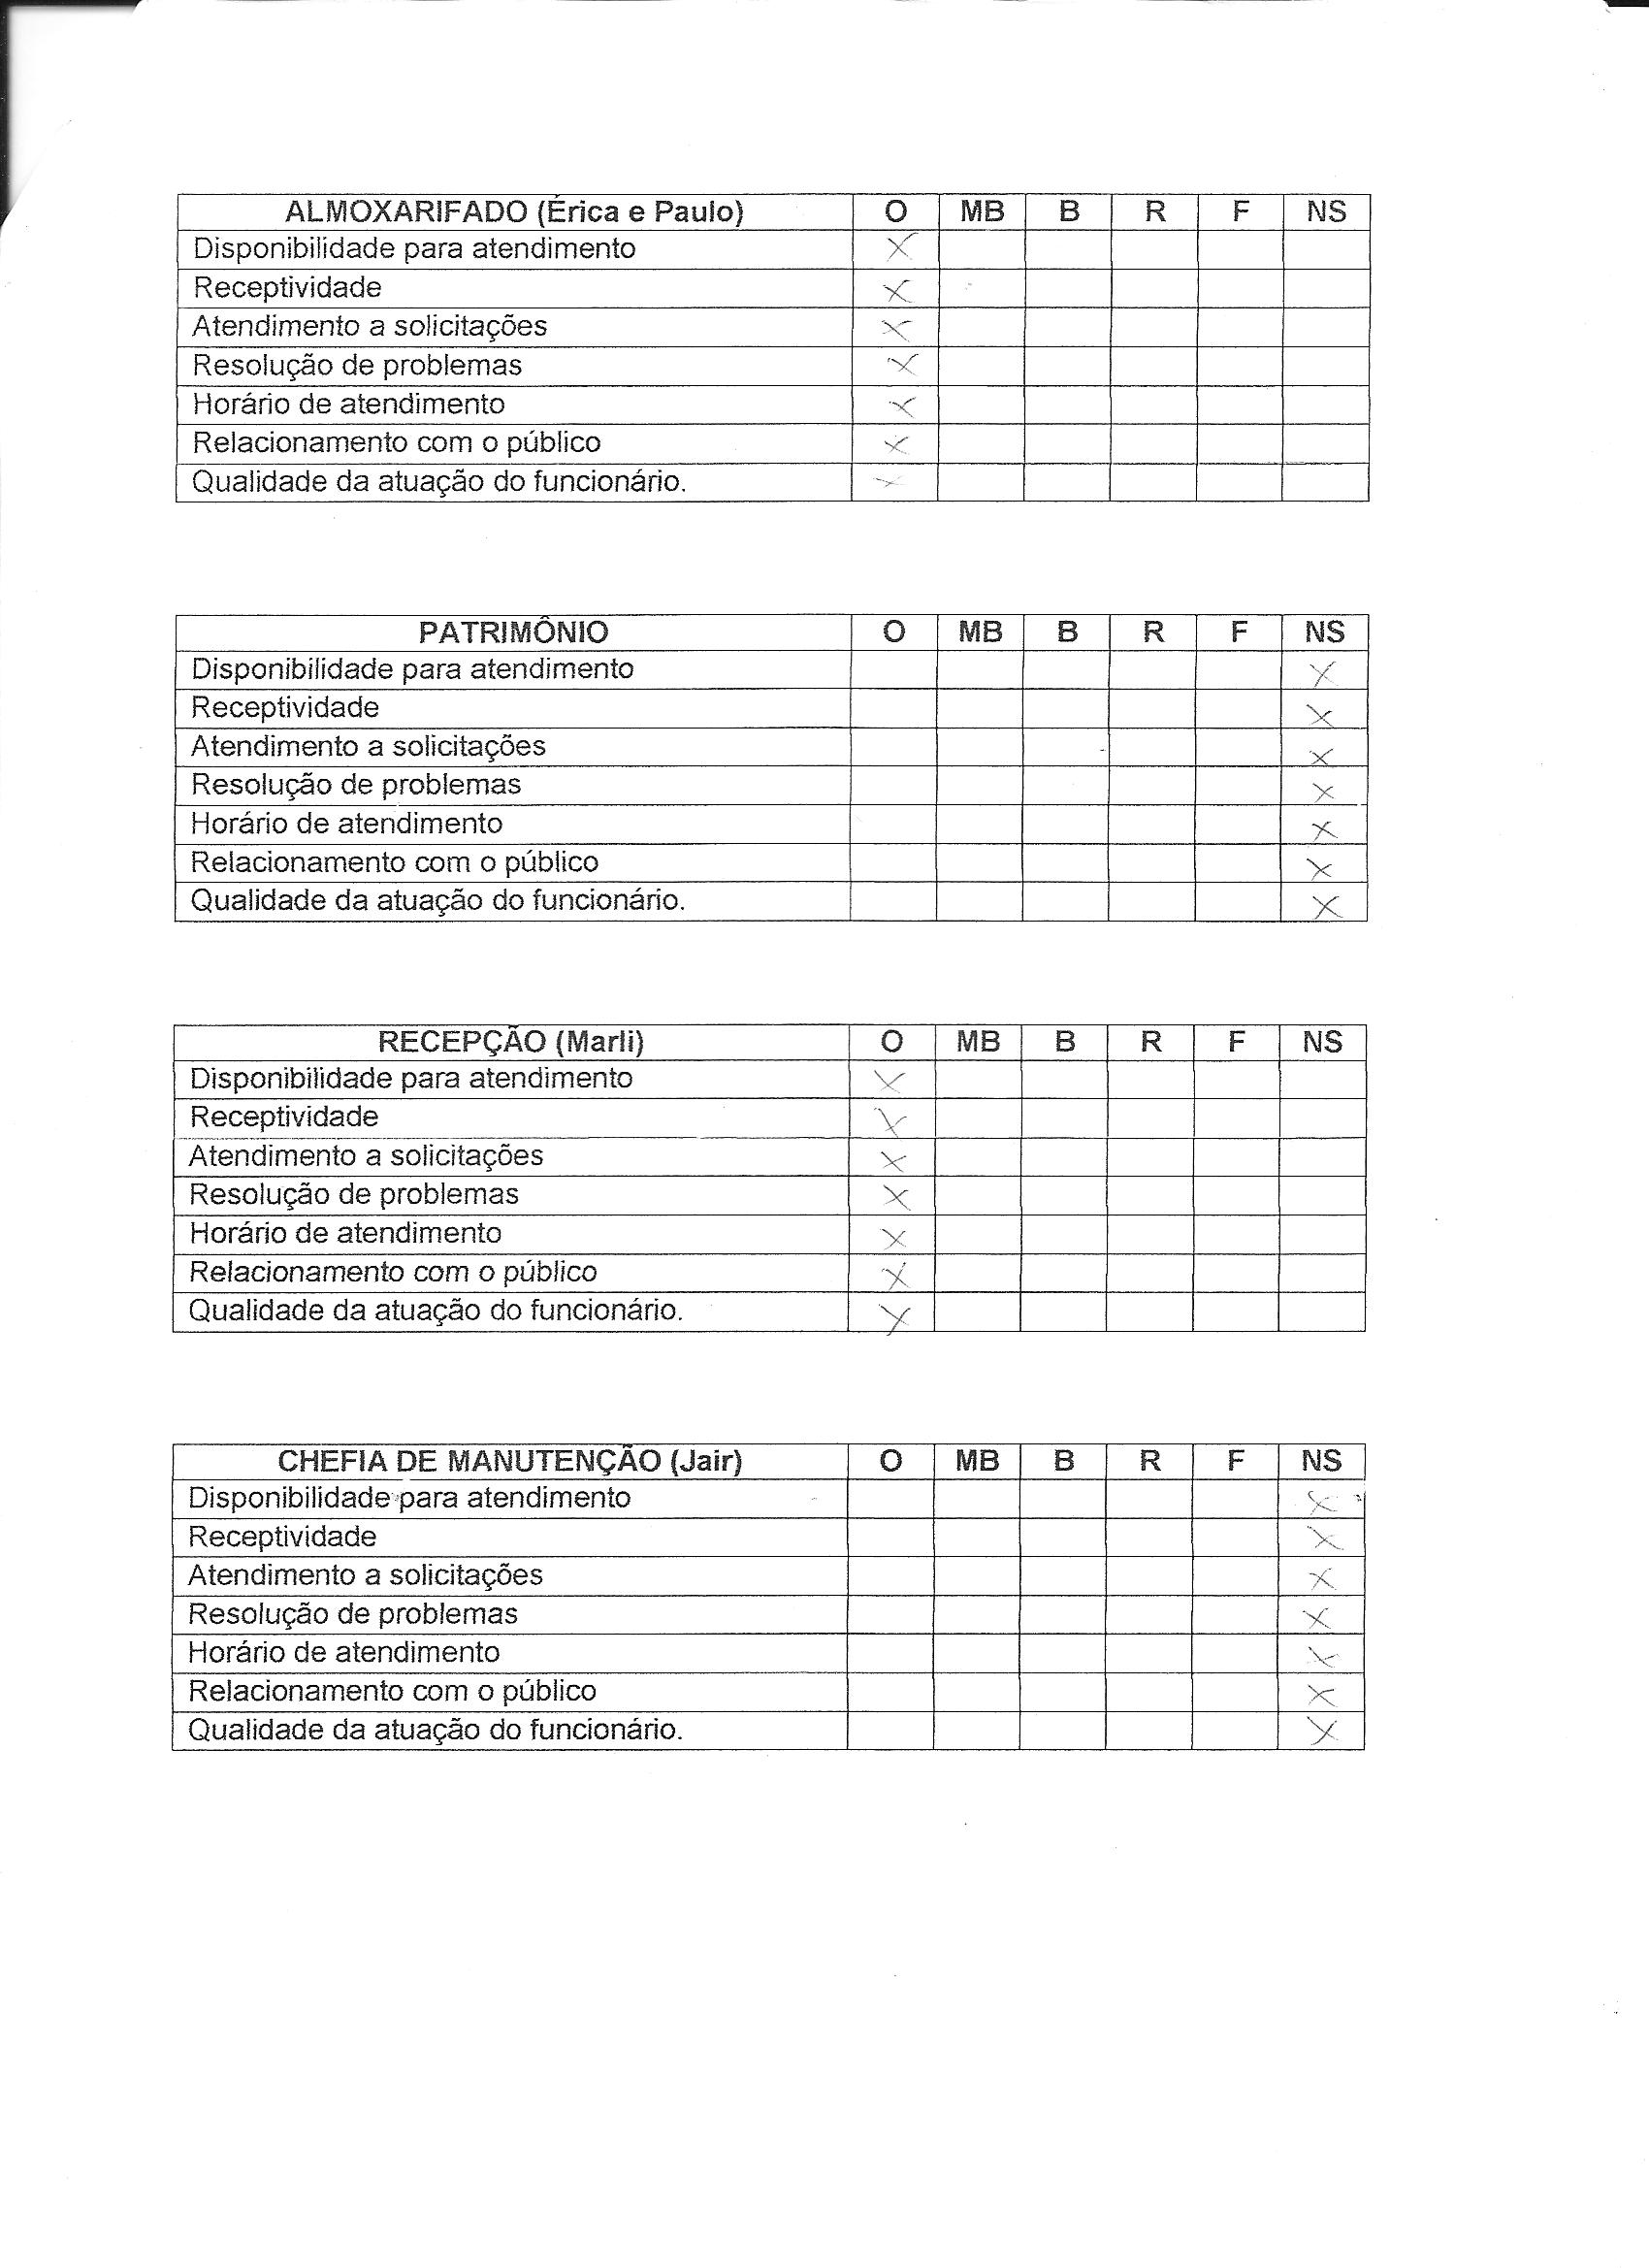 ALMOXARIFADO (Érica e Paulo) O MB B R F NS
Disponibilidade para atendimento X
Receptividade X
Atendimento a solicitações X
Resolução de problemas X
Horário de atendimento X
Relacionamento com o público X
Qualidade da atuação do funcionário. X
PATRIMÔNIO O MB B R F NS
Disponibilidade para atendimento X
Receptividade X
Atendimento a solicitações X
Resolução de problemas X
Horário de atendimento X
Relacionamento com o público X
Qualidade da atuação do funcionário. X
RECEPÇÃO (Marli) O MB B R F NS
Disponibilidade para atendimento X
Receptividade X
Atendimento a solicitações X
Resolução de problemas X
Horário de atendimento X
Relacionamento com o público X
Qualidade da atuação do funcionário. X
CHEFIA DE MANUTENÇÃO (Jair) O MB B R F NS
Disponibilidade para atendimento X
Receptividade X
Atendimento a solicitações X
Resolução de problemas X
Horário de atendimento X
Relacionamento com o público X
Qualidade da atuação do funcionário. X